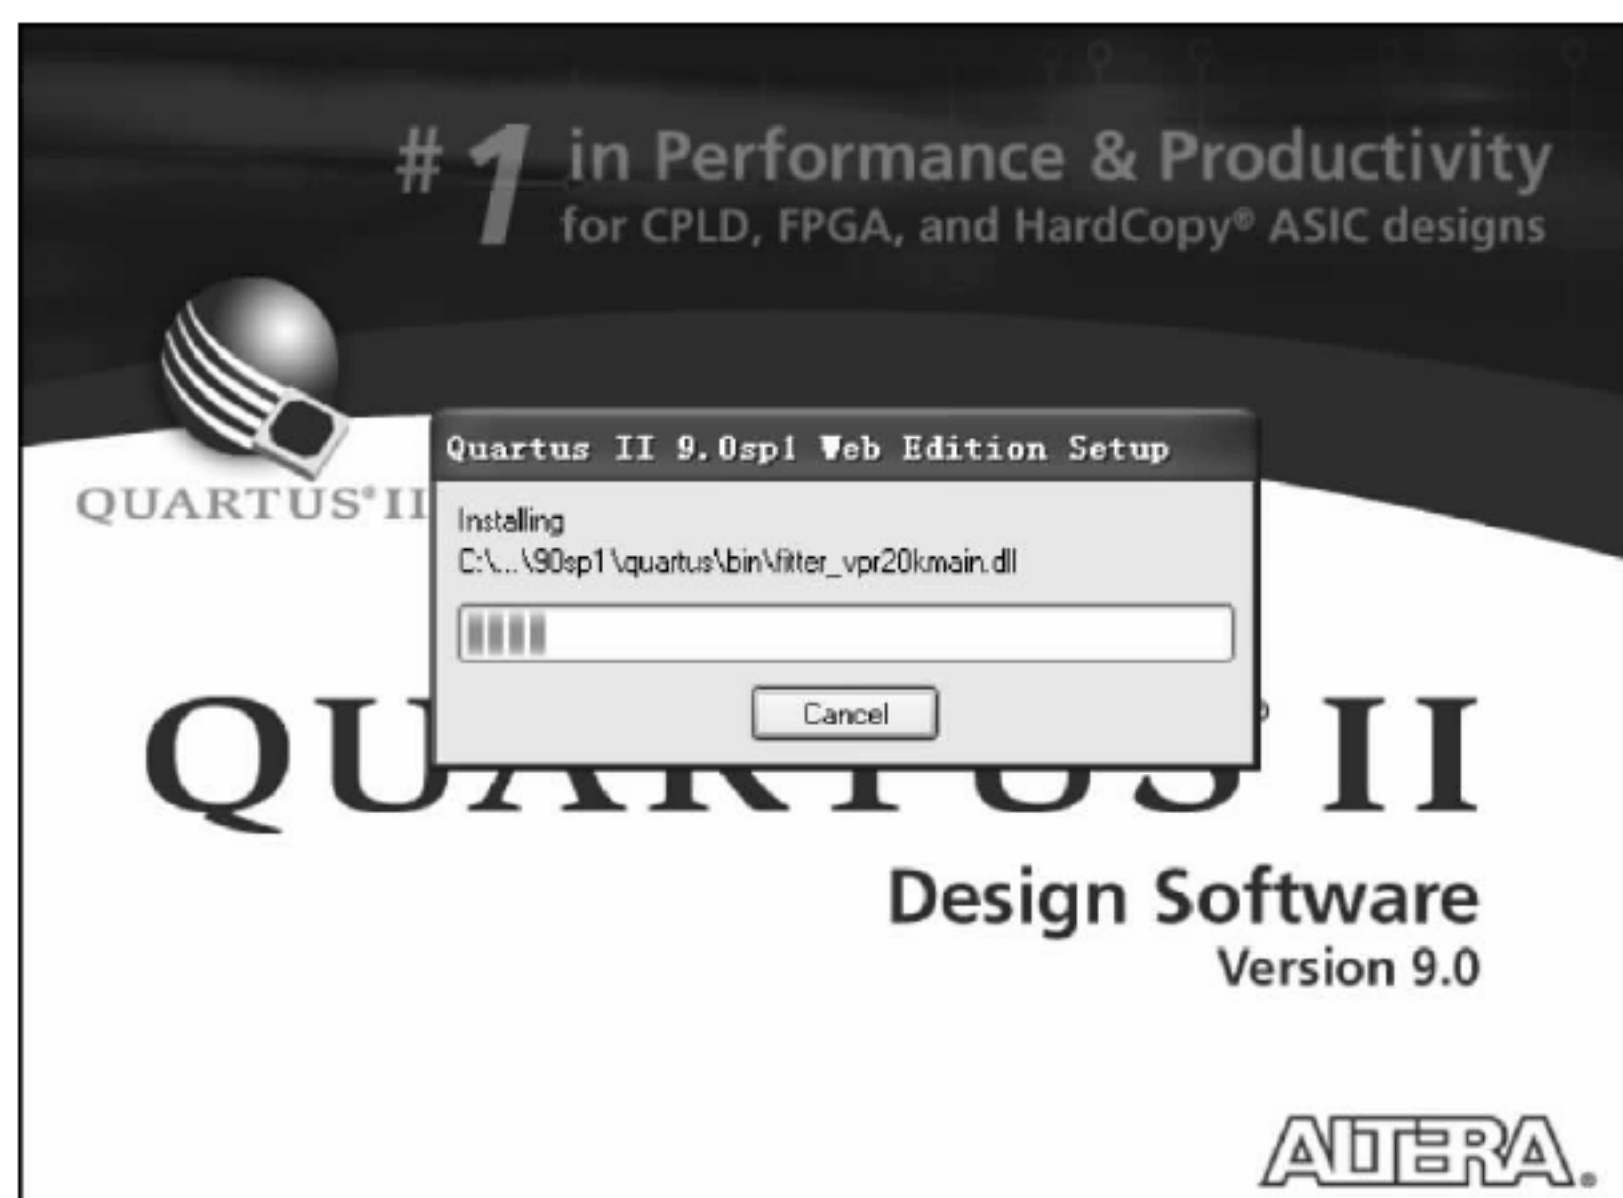 #1 in Performance & Productivity
for CPLD, FPGA, and HardCopy® ASIC designs
QUARTUS® II
Quartus II 9.0sp1 Web Edition Setup
Installing
C:\...\90sp1\quartus\bin\fitter_vpr20kmain.dll
Cancel
QUARTUS® II
Design Software
Version 9.0
ALTERA®